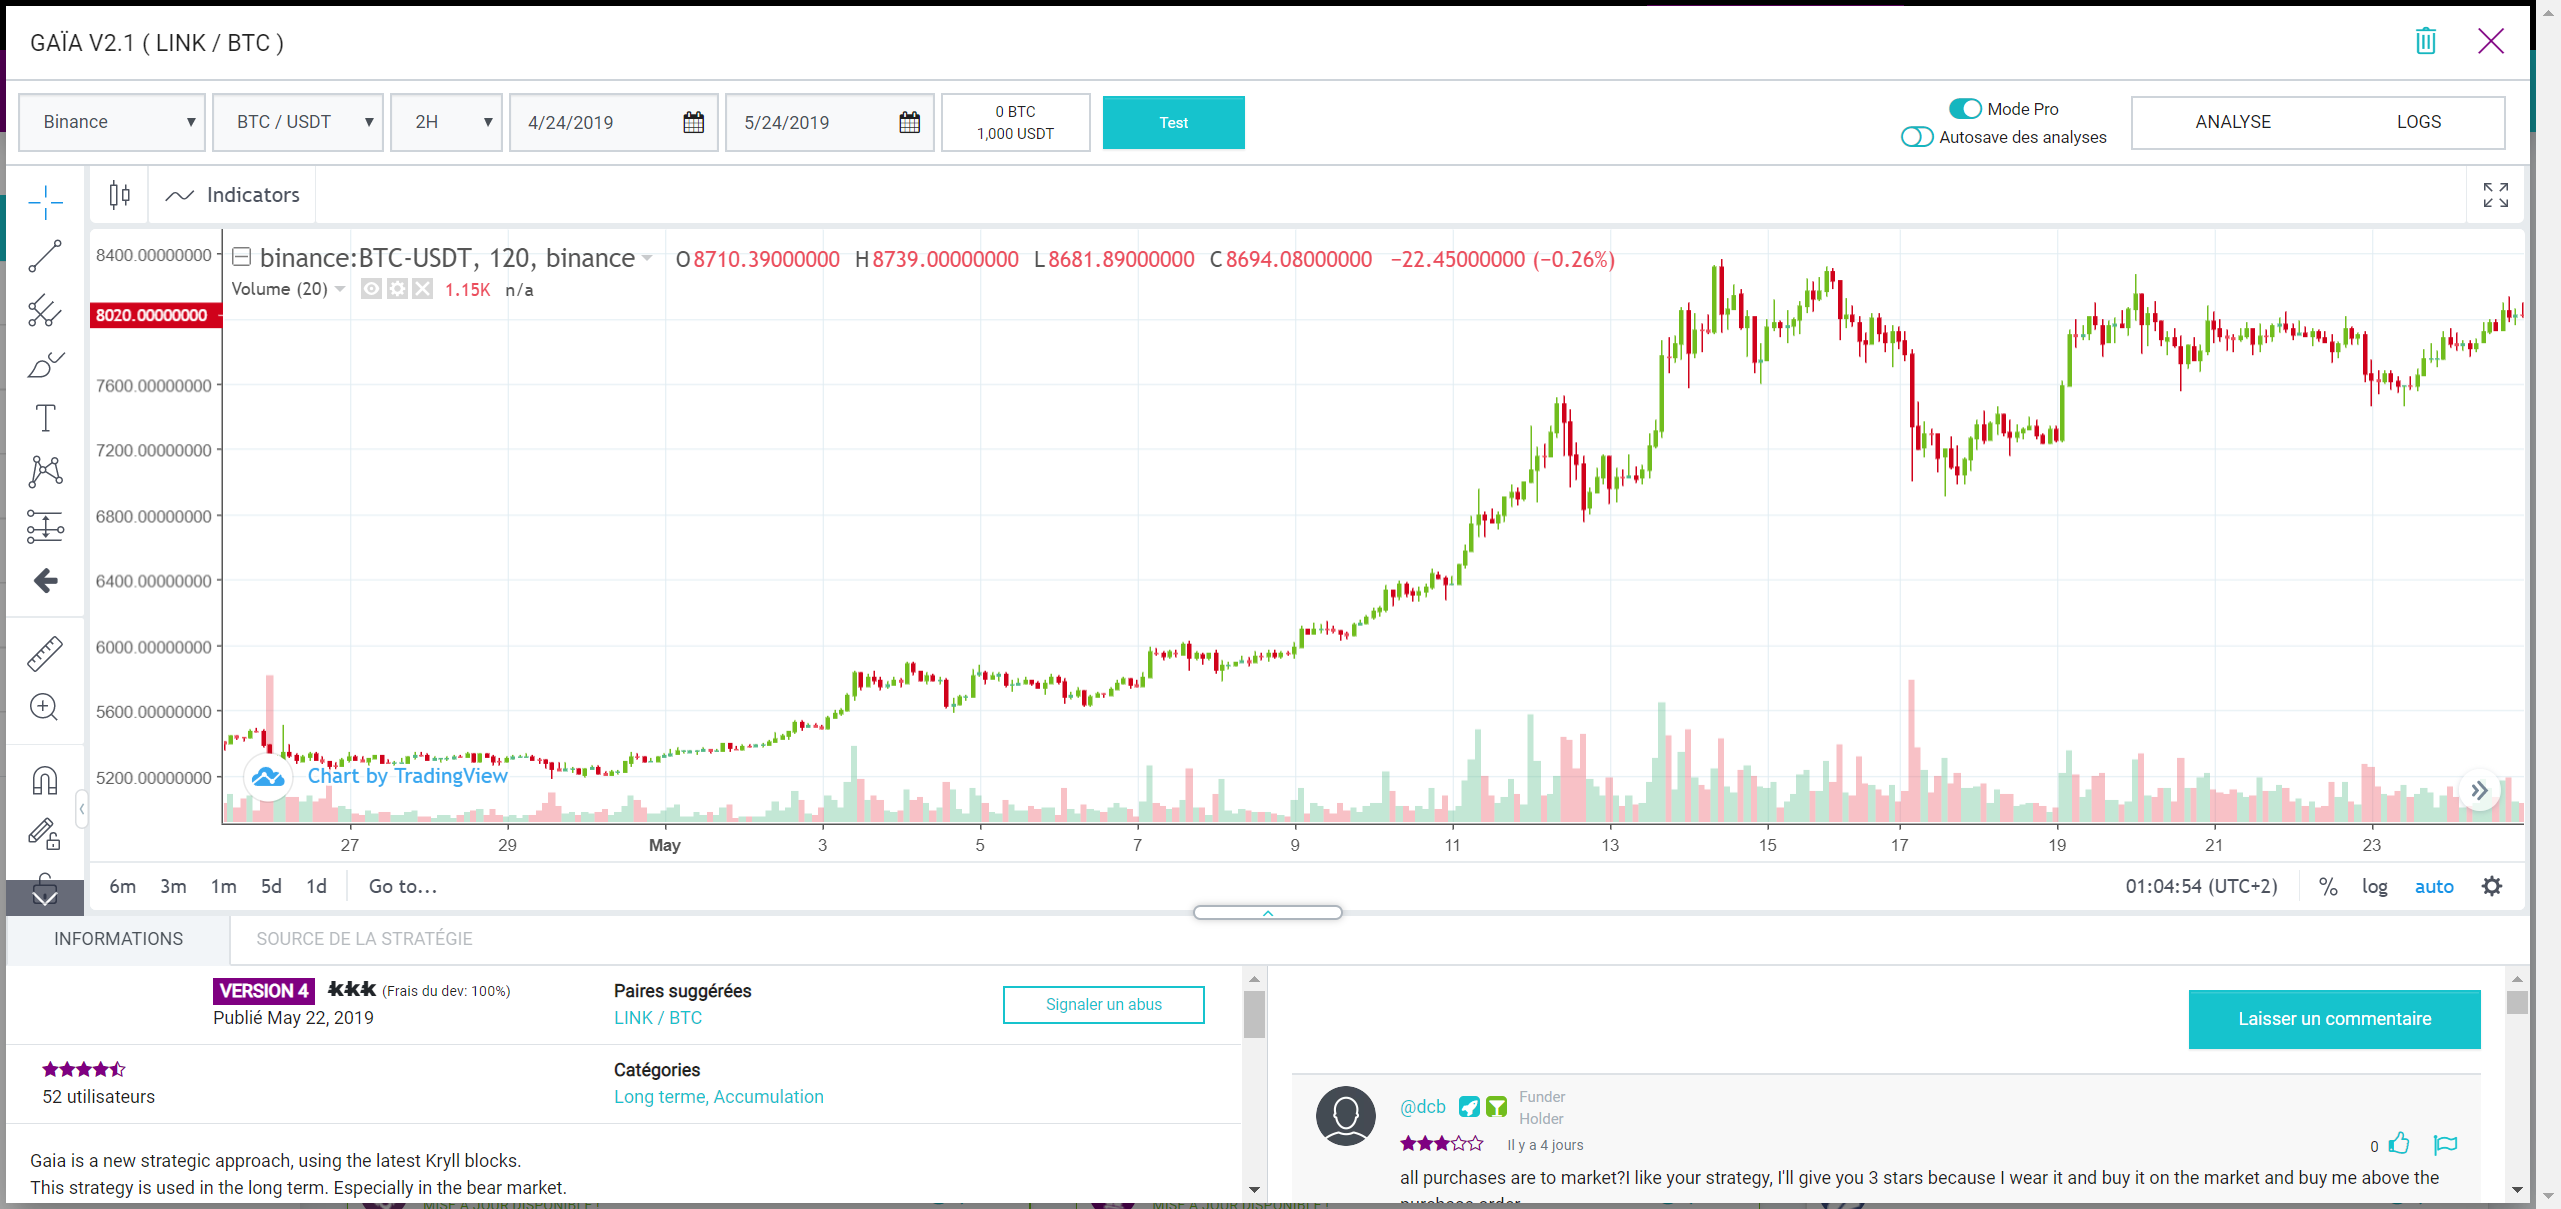 GAÏA V2.1 ( LINK / BTC )
Binance
BTC / USDT
2H
4/24/2019
5/24/2019
0 BTC
1,000 USDT
Test
Mode Pro
Autosave des analyses
ANALYSE
LOGS
Indicators
binance:BTC-USDT, 120, binance O8710.39000000 H8739.00000000 L8681.89000000 C8694.08000000 −22.45000000 (−0.26%)
Volume (20) 1.15K n/a
8400.00000000
8020.00000000
7600.00000000
7200.00000000
6800.00000000
6400.00000000
6000.00000000
5600.00000000
5200.00000000
Chart by TradingView
27 29 May 3 5 7 9 11 13 15 17 19 21 23
6m 3m 1m 5d 1d Go to...
01:04:54 (UTC+2) % log auto
INFORMATIONS
SOURCE DE LA STRATÉGIE
VERSION 4 (Frais du dev: 100%)
Publié May 22, 2019
Paires suggérées
LINK / BTC
Signaler un abus
52 utilisateurs
Catégories
Long terme, Accumulation
Gaia is a new strategic approach, using the latest Kryll blocks.
This strategy is used in the long term. Especially in the bear market.
Laisser un commentaire
@dcb
Funder
Holder
Il y a 4 jours
0
all purchases are to market?I like your strategy, I'll give you 3 stars because I wear it and buy it on the market and buy me above the
purchase order
MISE À JOUR DISPONIBLE !
MISE À JOUR DISPONIBLE !